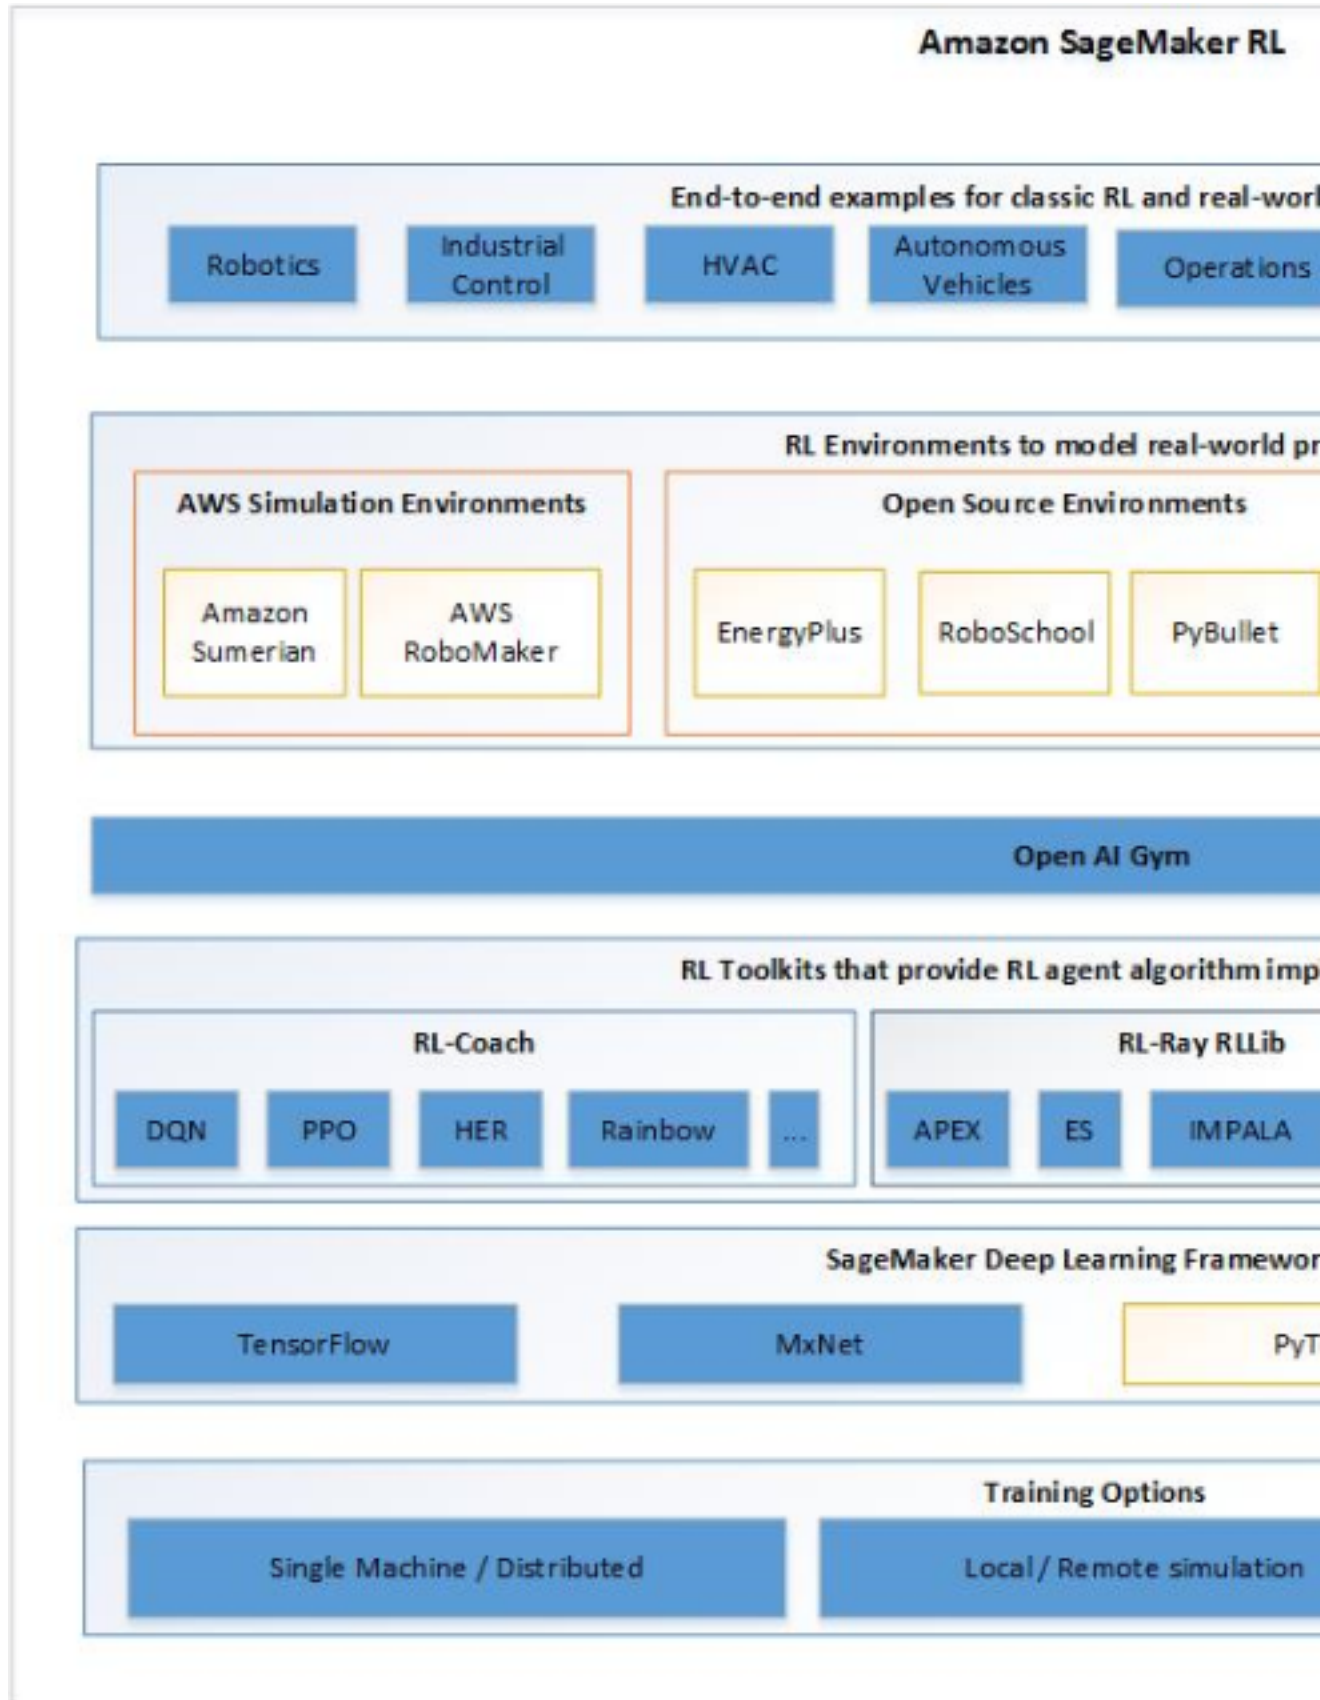 Amazon SageMaker RL
End-to-end examples for classic RL and real-worl
Robotics
Industrial
Control
HVAC
Autonomous
Vehicles
Operations
RL Environments to model real-world pr
AWS Simulation Environments
Amazon
Sumerian
AWS
RoboMaker
Open Source Environments
EnergyPlus
RoboSchool
PyBullet
Open AI Gym
RL Toolkits that provide RL agent algorithm imp
RL-Coach
DQN
PPO
HER
Rainbow
...
RL-Ray RLLib
APEX
ES
IMPALA
SageMaker Deep Learning Framewor
TensorFlow
MxNet
PyT
Training Options
Single Machine / Distributed
Local / Remote simulation